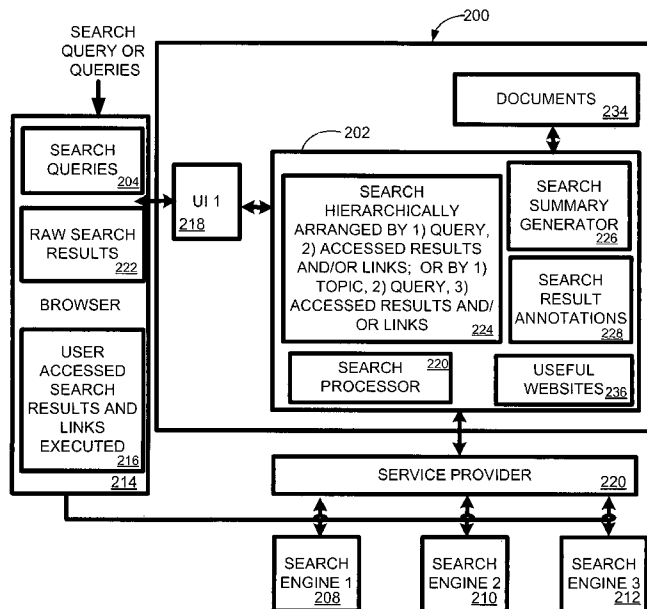 200
SEARCH
QUERY OR
QUERIES
SEARCH
QUERIES
204
RAW SEARCH
RESULTS
222
BROWSER
USER
ACCESSED
SEARCH
RESULTS AND
LINKS
EXECUTED
216
214
UI 1
218
202
DOCUMENTS
234
SEARCH
HIERARCHICALLY
ARRANGED BY 1) QUERY,
2) ACCESSED RESULTS
AND/OR LINKS; OR BY 1)
TOPIC, 2) QUERY, 3)
ACCESSED RESULTS AND/
OR LINKS
224
SEARCH
SUMMARY
GENERATOR
226
SEARCH
RESULT
ANNOTATIONS
228
SEARCH
PROCESSOR
220
USEFUL
WEBSITES
236
SERVICE PROVIDER
220
SEARCH
ENGINE 1
208
SEARCH
ENGINE 2
210
SEARCH
ENGINE 3
212